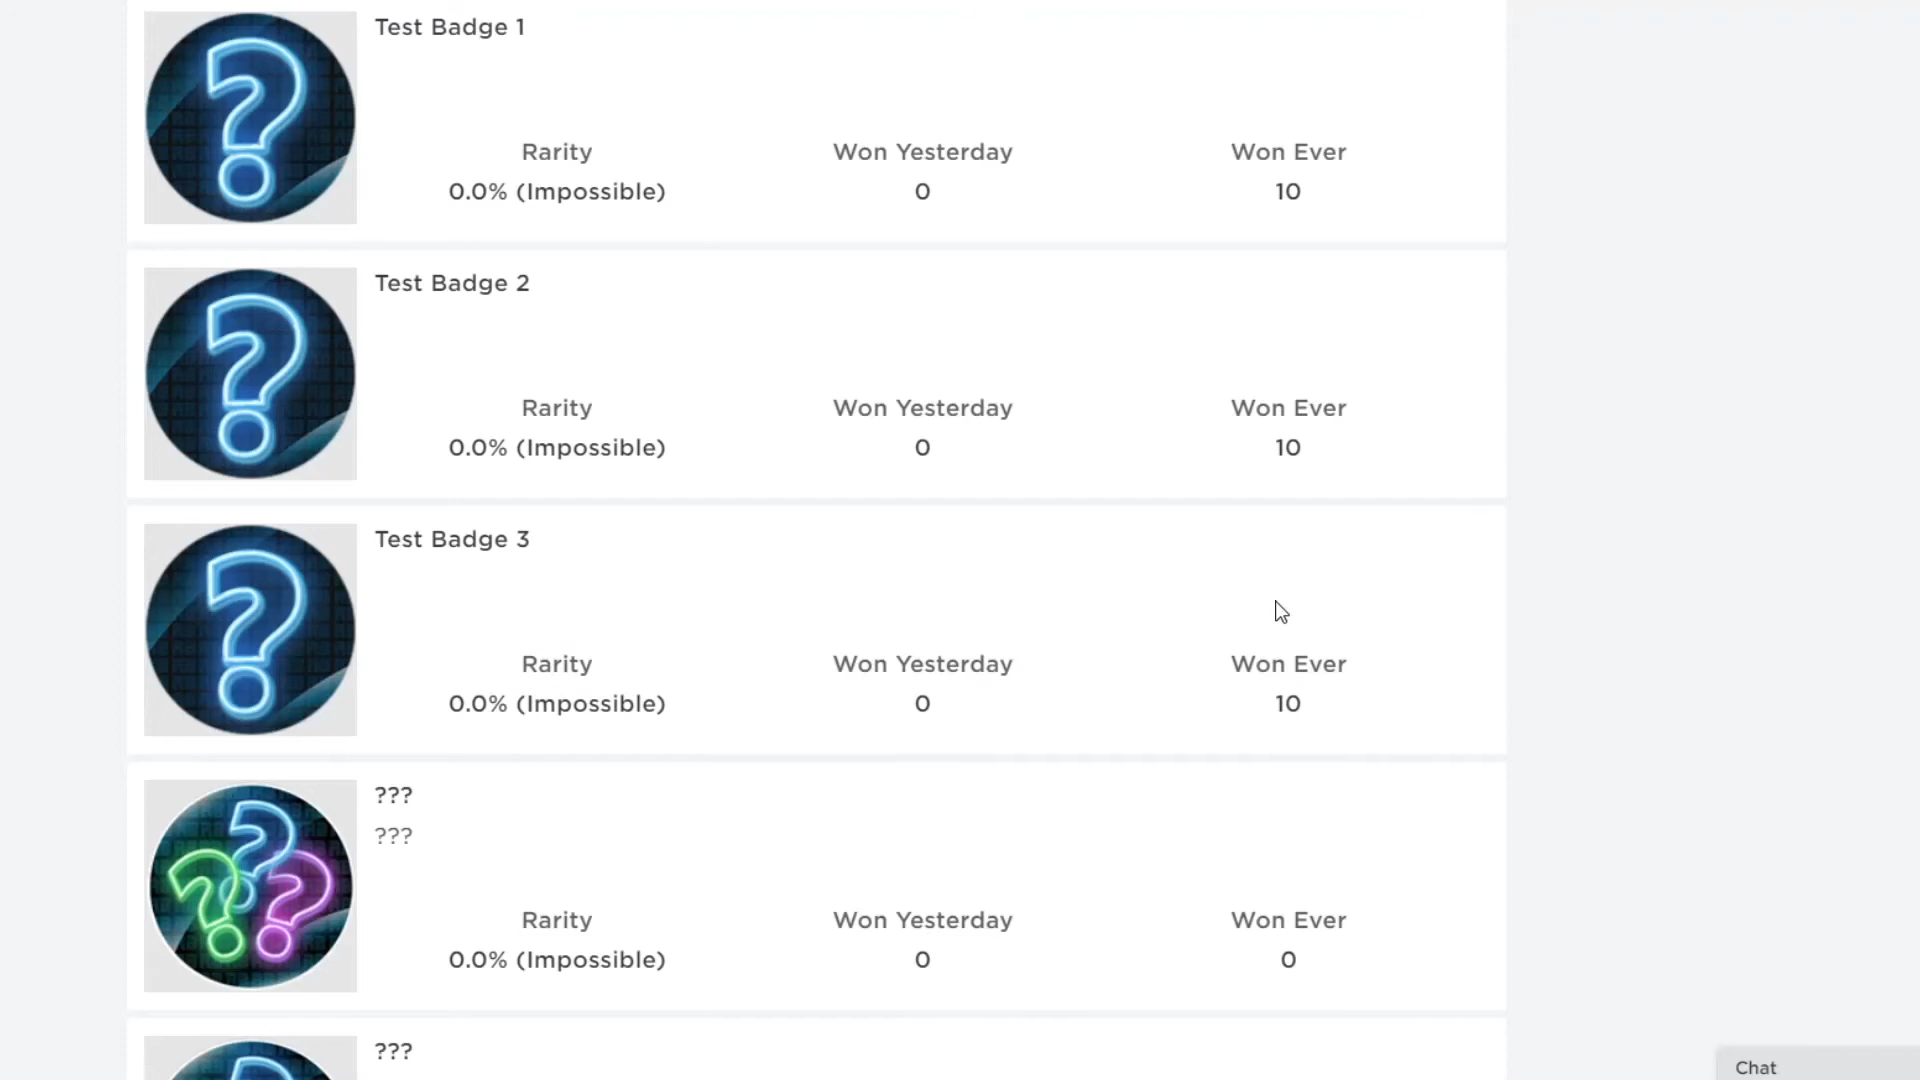 Test Badge 1
Rarity Won Yesterday Won Ever
0.0% (Impossible) 0 10
Test Badge 2
Rarity Won Yesterday Won Ever
0.0% (Impossible) 0 10
Test Badge 3
Rarity Won Yesterday Won Ever
0.0% (Impossible) 0 10
???
???
Rarity Won Yesterday Won Ever
0.0% (Impossible) 0 0
???
Chat